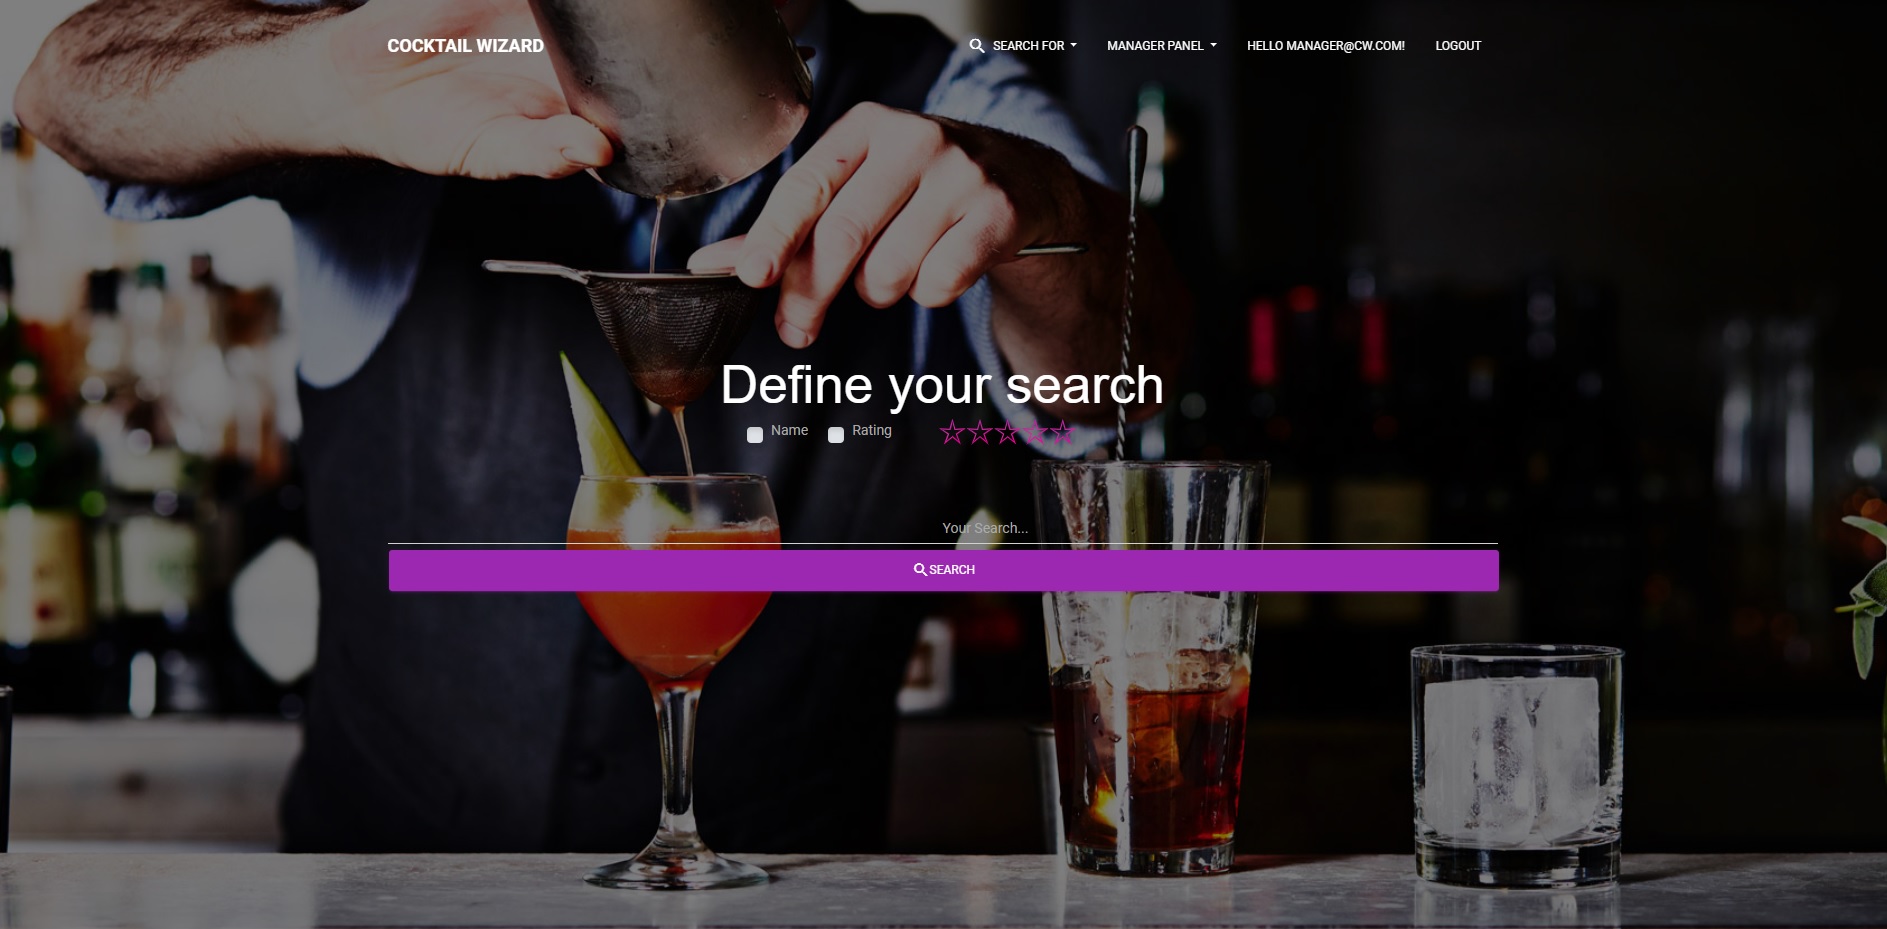 COCKTAIL WIZARD
SEARCH FOR
MANAGER PANEL
HELLO MANAGER@CW.COM!
LOGOUT
Define your search
Name
Rating
Your Search...
SEARCH